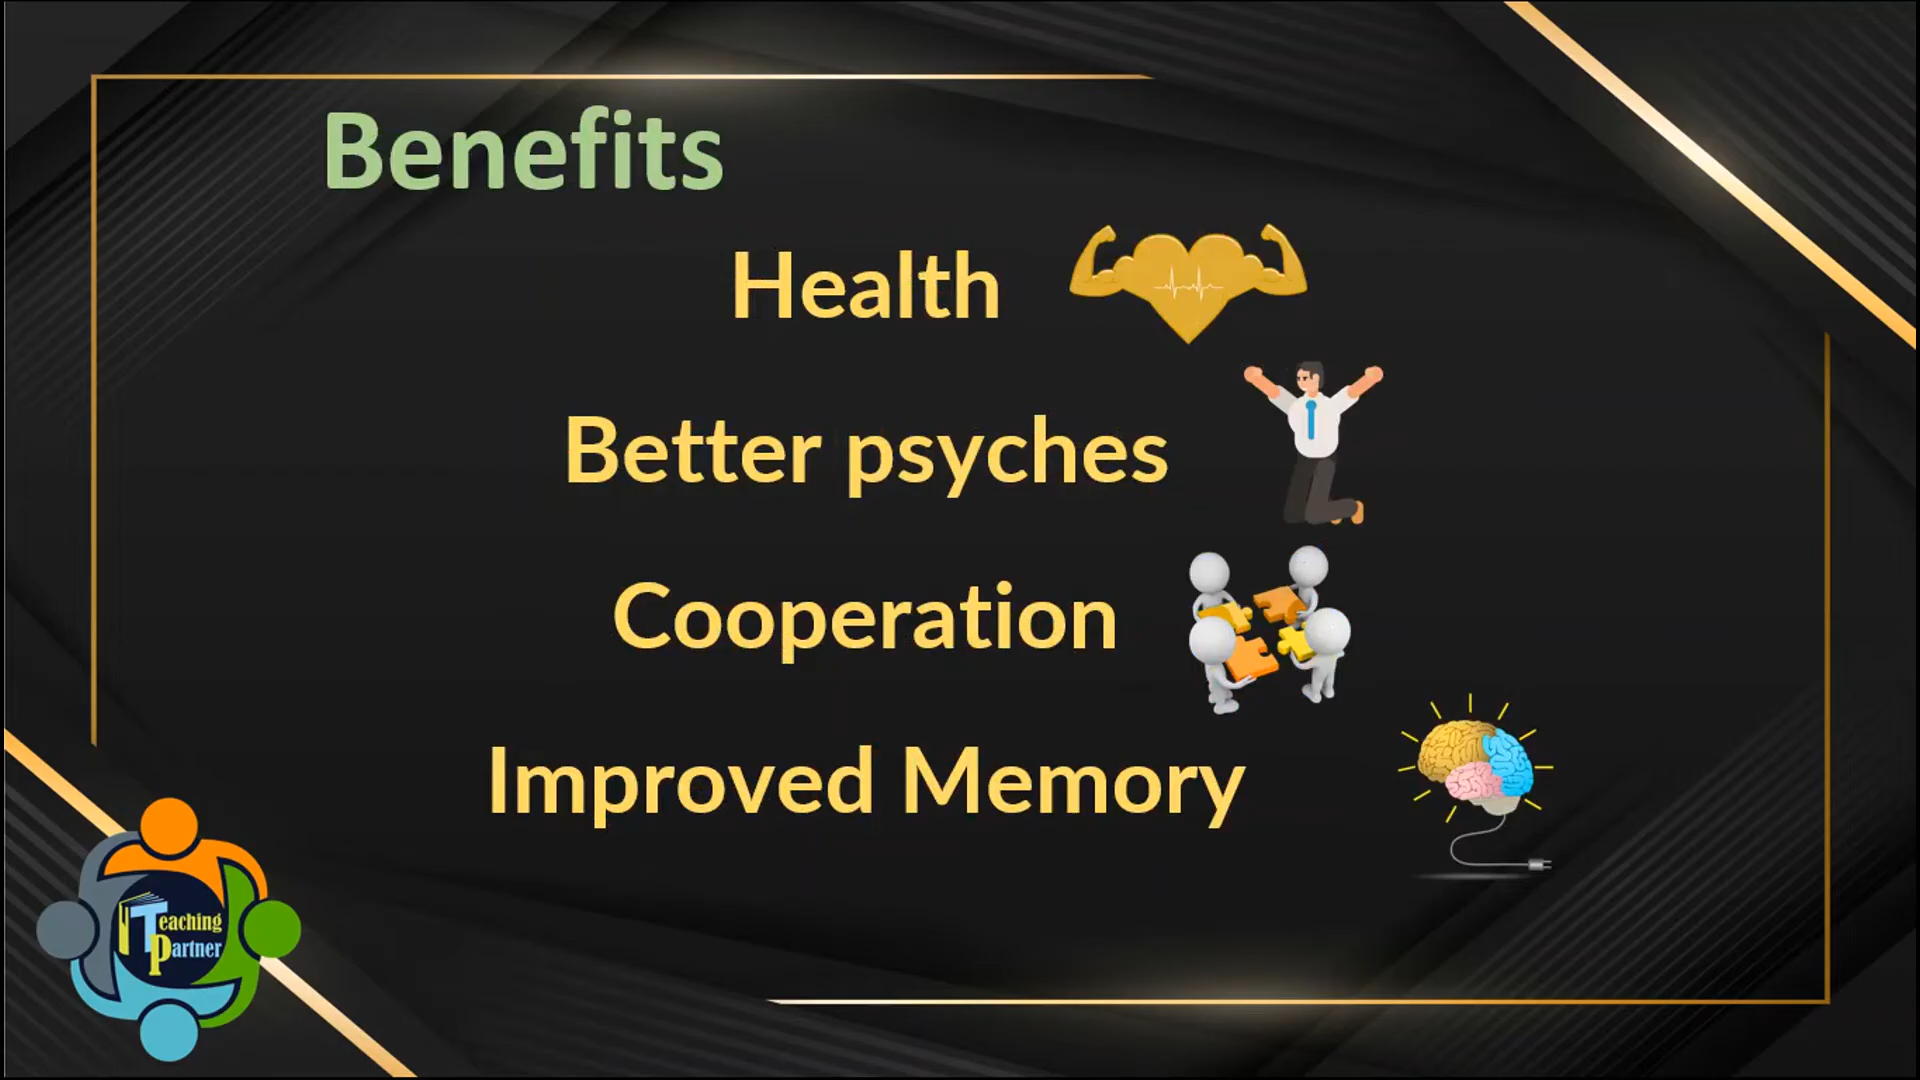 Benefits
Health
Better psyches
Cooperation
Improved Memory
Teaching
Partner